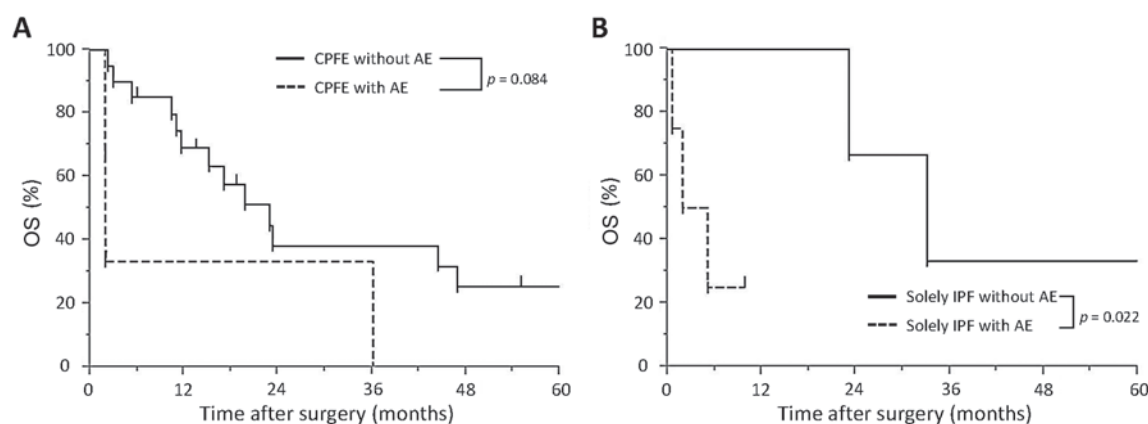 A
100
80
60
40
20
0
OS (%)
CPFE without AE
CPFE with AE
p = 0.084
0 12 24 36 48 60
Time after surgery (months)
B
100
80
60
40
20
0
OS (%)
Solely IPF without AE
Solely IPF with AE
p = 0.022
0 12 24 36 48 60
Time after surgery (months)